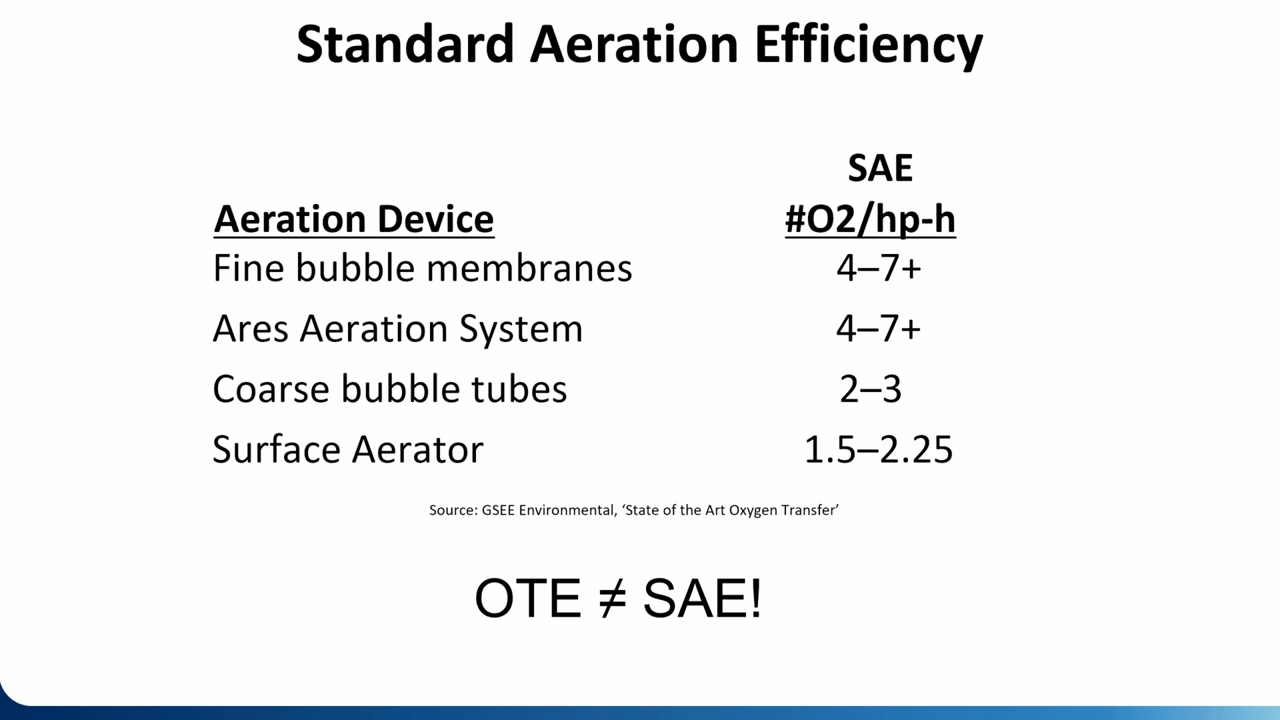 Standard Aeration Efficiency
SAE
Aeration Device #O2/hp-h
Fine bubble membranes 4–7+
Ares Aeration System 4–7+
Coarse bubble tubes 2–3
Surface Aerator 1.5–2.25
Source: GSEE Environmental, ‘State of the Art Oxygen Transfer’
OTE ≠ SAE!